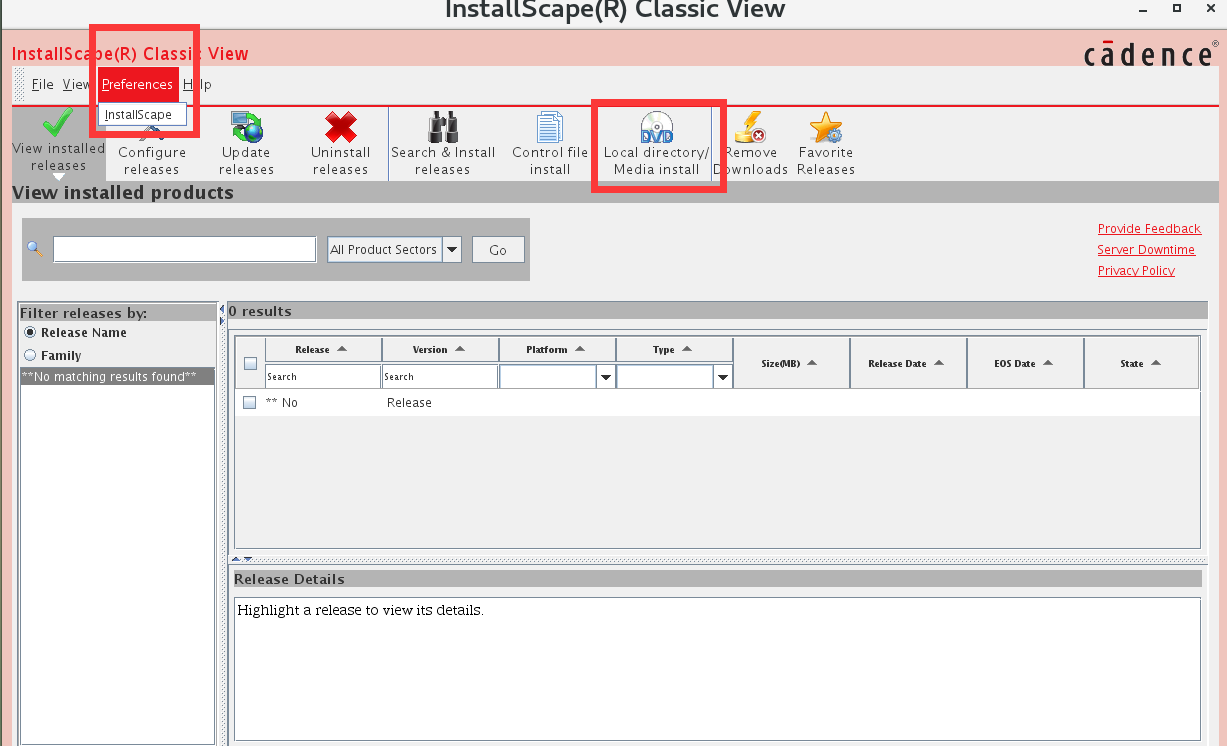 InstallScape(R) Classic View
InstallScape(R) Classic View
cādence®
File View Preferences Help
InstallScape
View installed releases
Configure releases
Update releases
Uninstall releases
Search & Install releases
Control file install
DVD
Local directory/ Media install
Remove Downloads
Favorite Releases
View installed products
All Product Sectors
Go
Provide Feedback
Server Downtime
Privacy Policy
Filter releases by:
Release Name
Family
**No matching results found**
0 results
Release Version Platform Type Size(MB) Release Date EOS Date State
Search Search
** No Release
Release Details
Highlight a release to view its details.